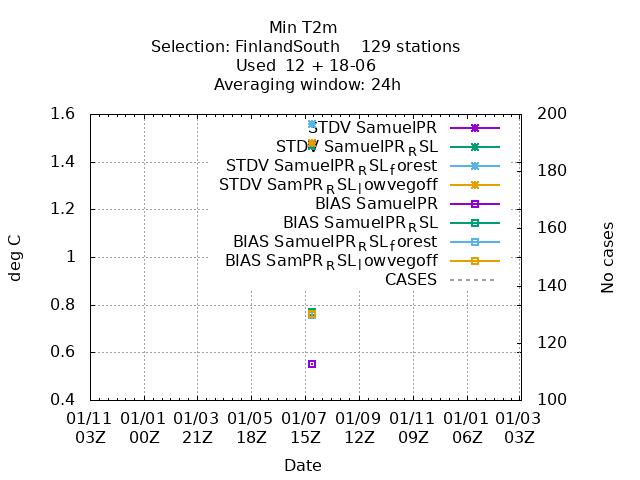 Min T2m
Selection: FinlandSouth    129 stations
Used  12 + 18-06
Averaging window: 24h
1.6
1.4
1.2
1
0.8
0.6
0.4
deg C
200
180
160
140
120
100
No cases
STDV SamuelPR
STDV SamuelPR_RSL
STDV SamuelPR_RSL_forest
STDV SamPR_RSL_lowvegoff
BIAS SamuelPR
BIAS SamuelPR_RSL
BIAS SamuelPR_RSL_forest
BIAS SamPR_RSL_lowvegoff
CASES
01/11 01/01 01/03 01/05 01/07 01/09 01/11 01/01 01/03
03Z 00Z 21Z 18Z 15Z 12Z 09Z 06Z 03Z
Date